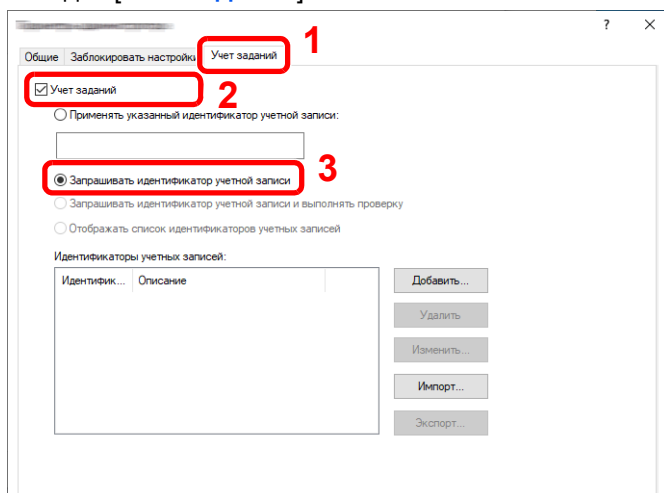 ?
1
Общие Заблокировать настройки Учет заданий
Учет заданий
2
Применять указанный идентификатор учетной записи:
Запрашивать идентификатор учетной записи
3
Запрашивать идентификатор учетной записи и выполнять проверку
Отображать список идентификаторов учетных записей
Идентификаторы учетных записей:
Идентифик... Описание
Добавить...
Удалить
Изменить...
Импорт...
Экспорт...